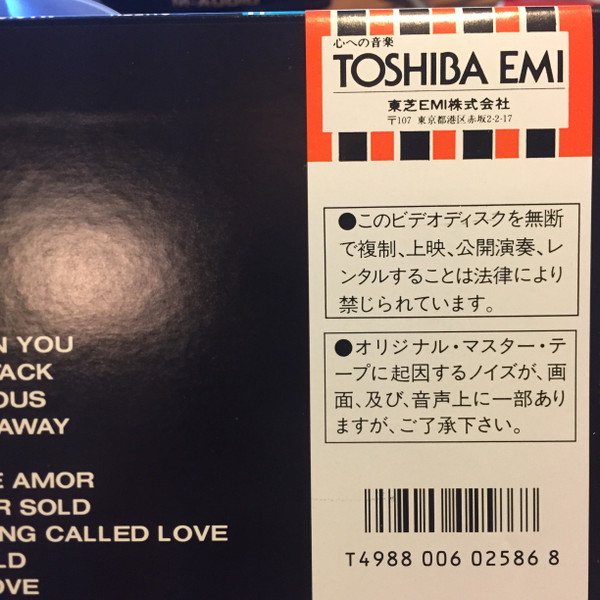 心への音楽
TOSHIBA EMI
東芝EMI株式会社
〒107 東京都港区赤坂2-2-17
●このビデオディスクを無断
で複制、上映、公開演奏、レ
ンタルすることは法律により
禁じられています。
●オリジナル・マスター・テ
ープに起因するノイズが、画
面、及び、音声上に一部あり
ますが、ご了承下さい。
T4988 006 02586 8
N YOU
TACK
OUS
AWAY
E AMOR
R SOLD
NG CALLED LOVE
LD
OVE